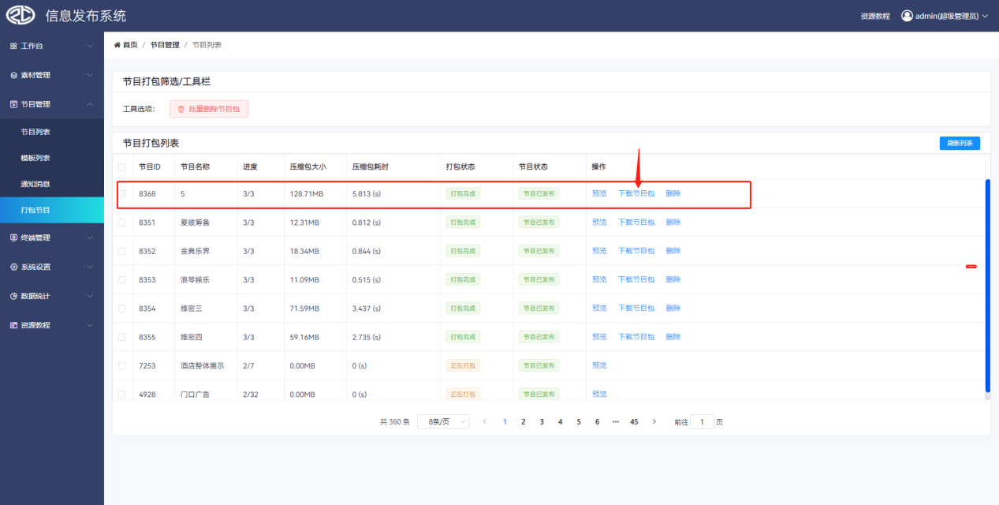 信息发布系统
资源教程 admin(超级管理员)
工作台
素材管理
节目管理
节目列表
模板列表
通知消息
打包节目
终端管理
系统设置
数据统计
资源教程
首页 / 节目管理 / 节目列表
节目打包筛选/工具栏
工具选项: 批量删除节目包
节目打包列表 刷新列表
节目ID 节目名称 进度 压缩包大小 压缩包耗时 打包状态 节目状态 操作
8368 5 3/3 128.71MB 5.813 (s) 打包完成 节目已发布 预览 下载节目包 删除
8351 爱彼筹备 3/3 12.31MB 0.812 (s) 打包完成 节目已发布 预览 下载节目包 删除
8352 金典乐界 3/3 18.34MB 0.844 (s) 打包完成 节目已发布 预览 下载节目包 删除
8353 浪琴娱乐 3/3 11.09MB 0.515 (s) 打包完成 节目已发布 预览 下载节目包 删除
8354 维密三 3/3 71.59MB 3.437 (s) 打包完成 节目已发布 预览 下载节目包 删除
8355 维密四 3/3 59.16MB 2.735 (s) 打包完成 节目已发布 预览 下载节目包 删除
7253 酒店整体展示 2/7 0.00MB 0 (s) 正在打包 节目已发布 预览
4928 门口广告 2/32 0.00MB 0 (s) 正在打包 节目已发布 预览
共 360 条 8条/页 1 2 3 4 5 6 ··· 45 前往 1 页